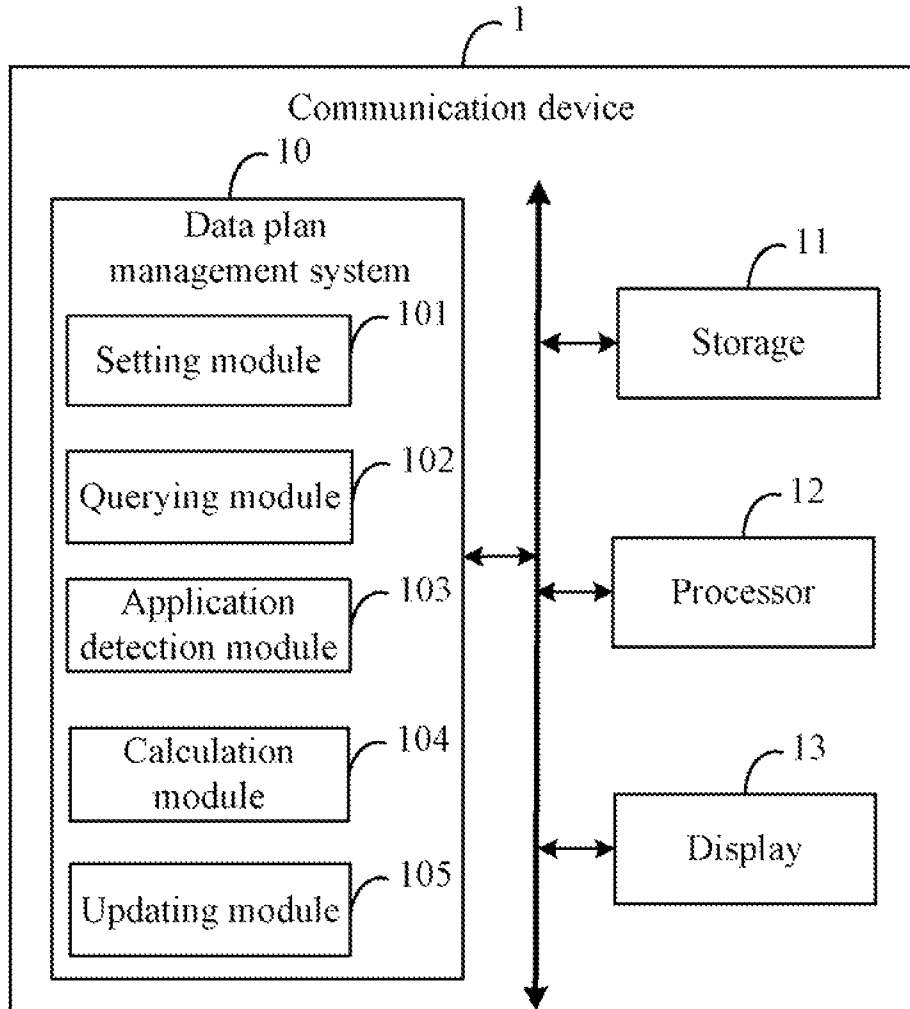 1
Communication device
10
Data plan
management system
101
Setting module
102
Querying module
103
Application
detection module
104
Calculation
module
105
Updating module
11
Storage
12
Processor
13
Display